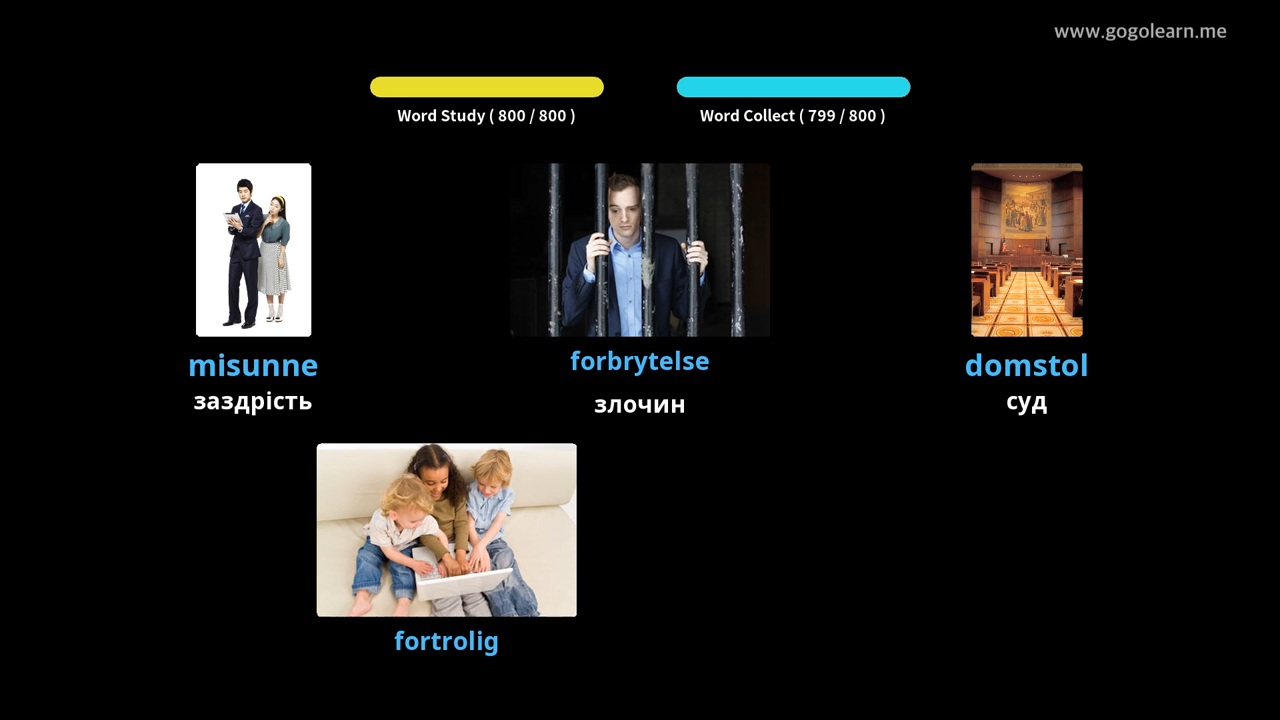 www.gogolearn.me
Word Study ( 800 / 800 )
Word Collect ( 799 / 800 )
misunne
forbrytelse
domstol
заздрість
злочин
суд
fortrolig